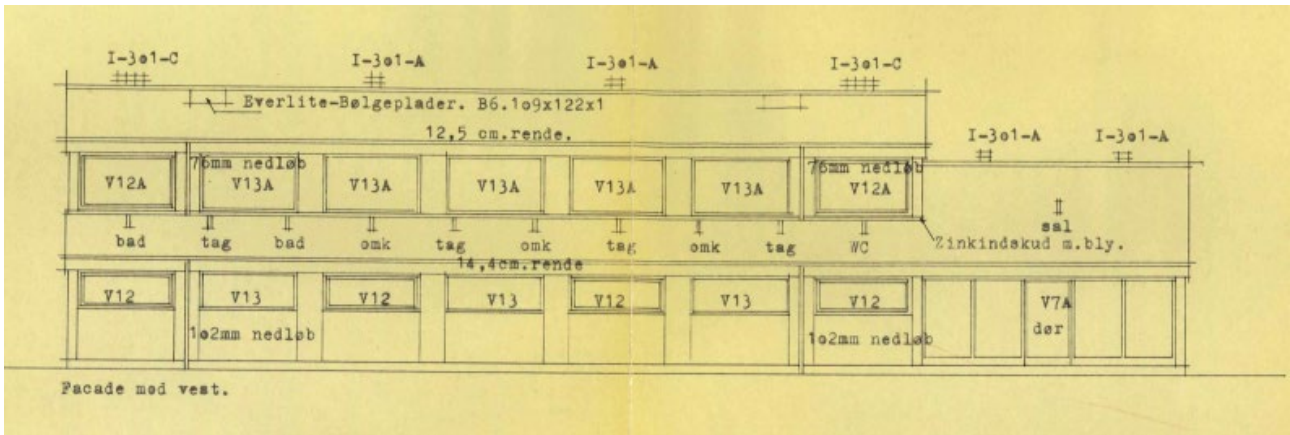 I-3o1-C I-3o1-A I-3o1-A I-3o1-C
Everlite-Bølgeplader. B6.1o9x122x1
12,5 cm.rende.
I-3o1-A I-3o1-A
76mm nedløb 76mm nedløb
V12A V13A V13A V13A V13A V13A V12A
bad tag bad omk tag omk tag omk tag WC
sal
Zinkindskud m.bly.
14,4cm.rende
V12 V13 V12 V13 V12 V13 V12 V7A
dør
1o2mm nedløb 1o2mm nedløb
Facade mod vest.